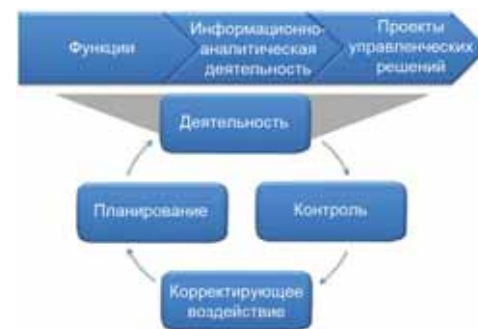 Функции
Информационно-
аналитическая
деятельность
Проекты
управленческих
решений
Деятельность
Планирование
Контроль
Корректирующее
воздействие